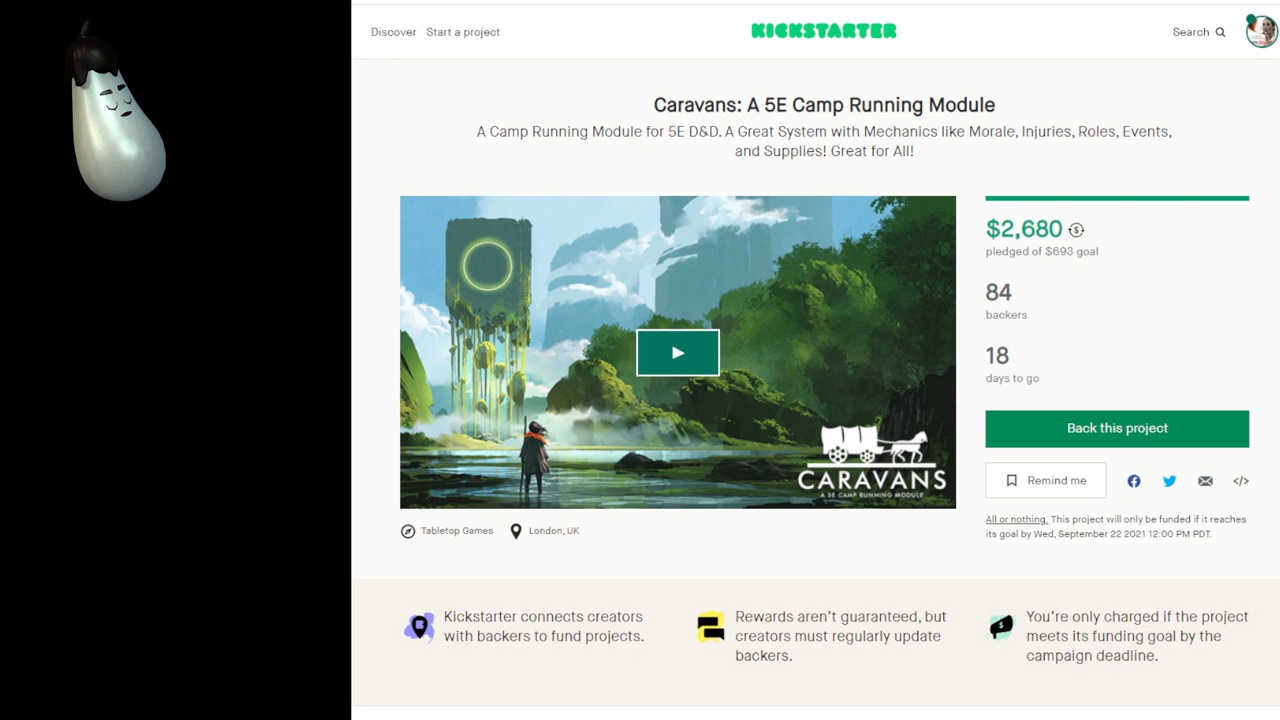 Discover Start a project KICKSTARTER Search
Caravans: A 5E Camp Running Module
A Camp Running Module for 5E D&D. A Great System with Mechanics like Morale, Injuries, Roles, Events,
and Supplies! Great for All!
$2,680
pledged of $693 goal
84
backers
18
days to go
Back this project
Remind me
All or nothing. This project will only be funded if it reaches
its goal by Wed, September 22 2021 12:00 PM PDT.
CARAVANS
A 5E CAMP RUNNING MODULE
Tabletop Games London, UK
Kickstarter connects creators
with backers to fund projects.
Rewards aren't guaranteed, but
creators must regularly update
backers.
You're only charged if the project
meets its funding goal by the
campaign deadline.